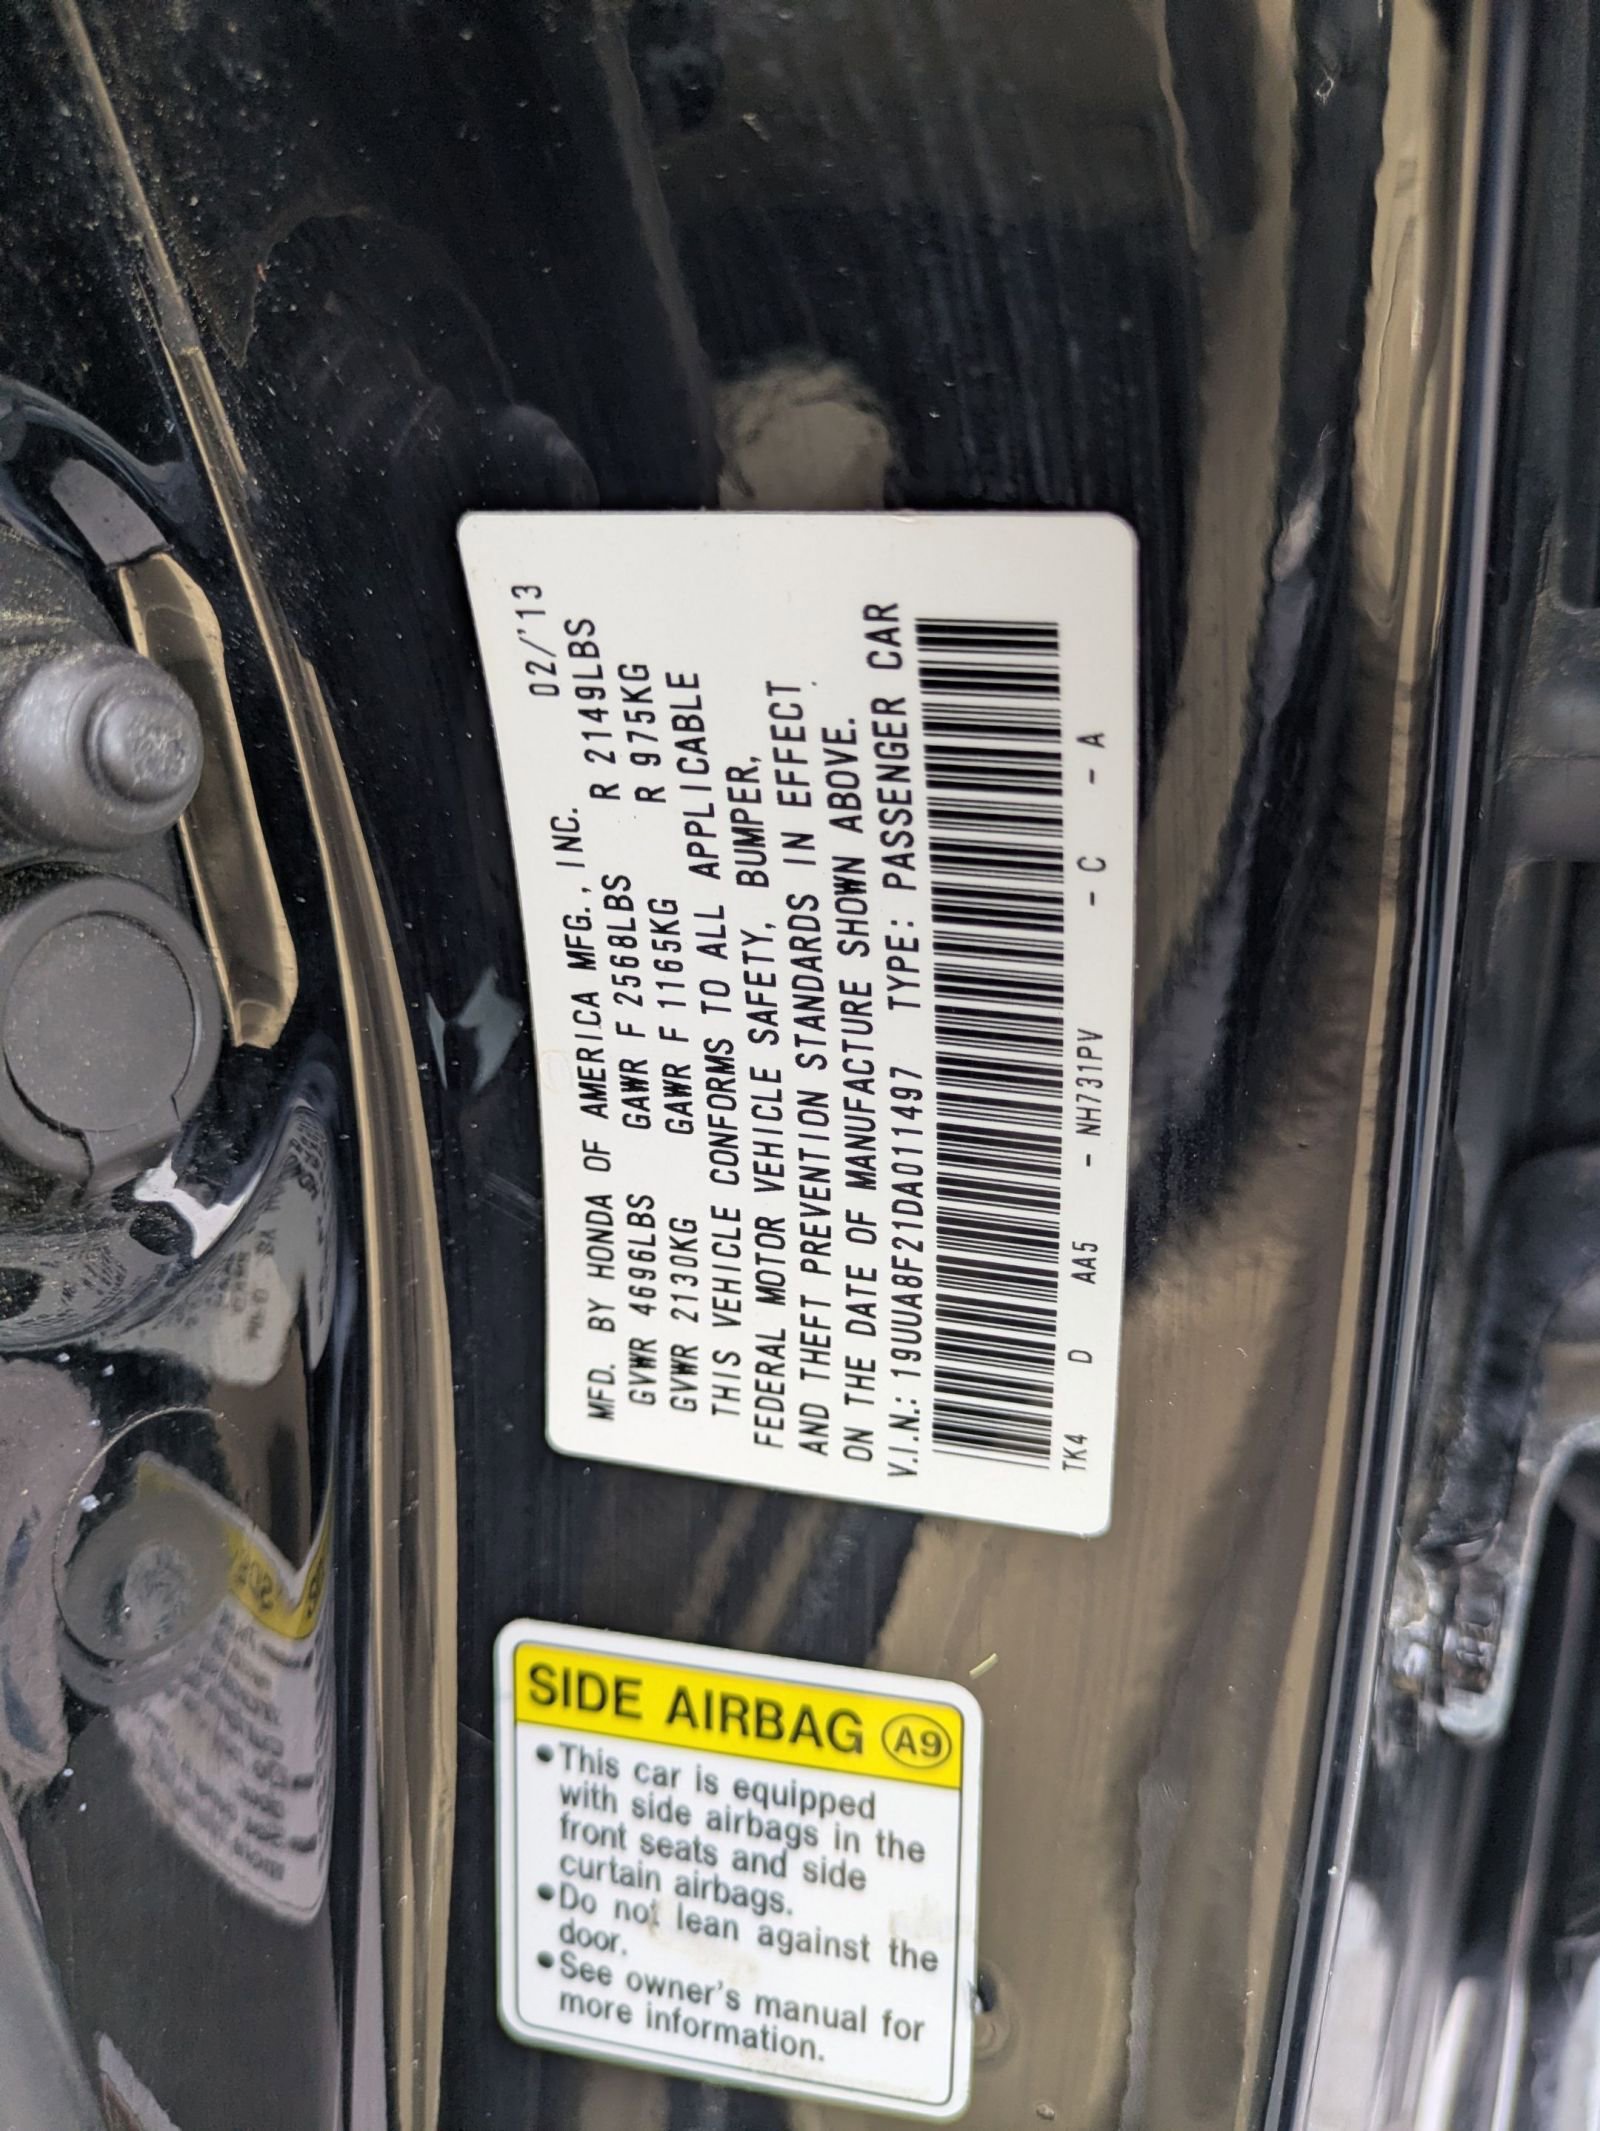 MFD. BY HONDA OF AMERICA MFG., INC. 02/'13
GVWR 4696LBS GAWR F 2568LBS R 2149LBS
GVWR 2130KG GAWR F 1165KG R 975KG
THIS VEHICLE CONFORMS TO ALL APPLICABLE
FEDERAL MOTOR VEHICLE SAFETY, BUMPER,
AND THEFT PREVENTION STANDARDS IN EFFECT
ON THE DATE OF MANUFACTURE SHOWN ABOVE.
V.I.N.: 19UUA8F21DA011497 TYPE: PASSENGER CAR
TK4 D AA5 - NH731PV - C - A
SIDE AIRBAG A9
•This car is equipped
with side airbags in the
front seats and side
curtain airbags.
•Do not lean against the
door.
•See owner's manual for
more information.